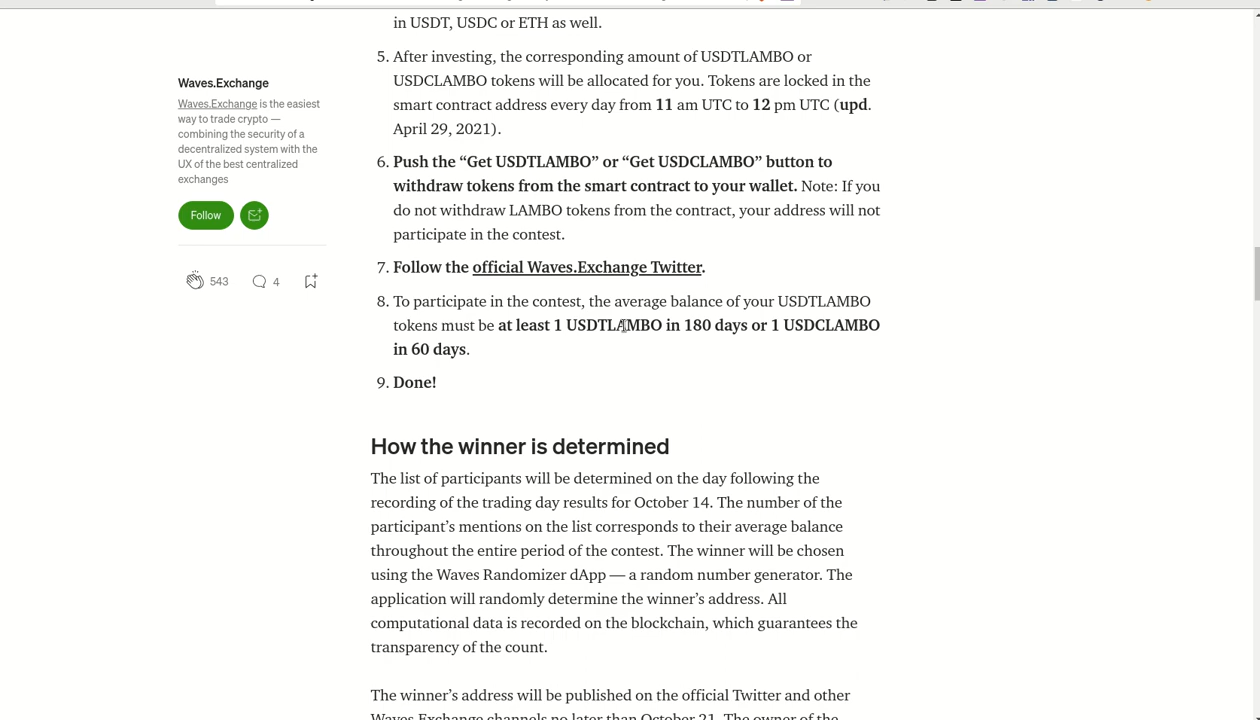 in USDT, USDC or ETH as well.
5. After investing, the corresponding amount of USDTLAMBO or
USDCLAMBO tokens will be allocated for you. Tokens are locked in the
smart contract address every day from 11 am UTC to 12 pm UTC (upd.
April 29, 2021).
6. Push the “Get USDTLAMBO” or “Get USDCLAMBO” button to
withdraw tokens from the smart contract to your wallet. Note: If you
do not withdraw LAMBO tokens from the contract, your address will not
participate in the contest.
7. Follow the official Waves.Exchange Twitter.
8. To participate in the contest, the average balance of your USDTLAMBO
tokens must be at least 1 USDTLAMBO in 180 days or 1 USDCLAMBO
in 60 days.
9. Done!
Waves.Exchange
Waves.Exchange is the easiest
way to trade crypto —
combining the security of a
decentralized system with the
UX of the best centralized
exchanges
Follow
543
4
How the winner is determined
The list of participants will be determined on the day following the
recording of the trading day results for October 14. The number of the
participant’s mentions on the list corresponds to their average balance
throughout the entire period of the contest. The winner will be chosen
using the Waves Randomizer dApp — a random number generator. The
application will randomly determine the winner’s address. All
computational data is recorded on the blockchain, which guarantees the
transparency of the count.
The winner’s address will be published on the official Twitter and other
Waves.Exchange channels no later than October 21. The owner of the